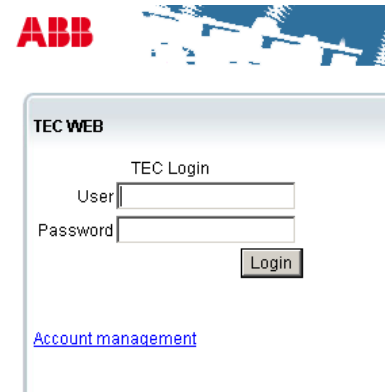 ABB
TEC WEB
TEC Login
User
Password
Login
Account management